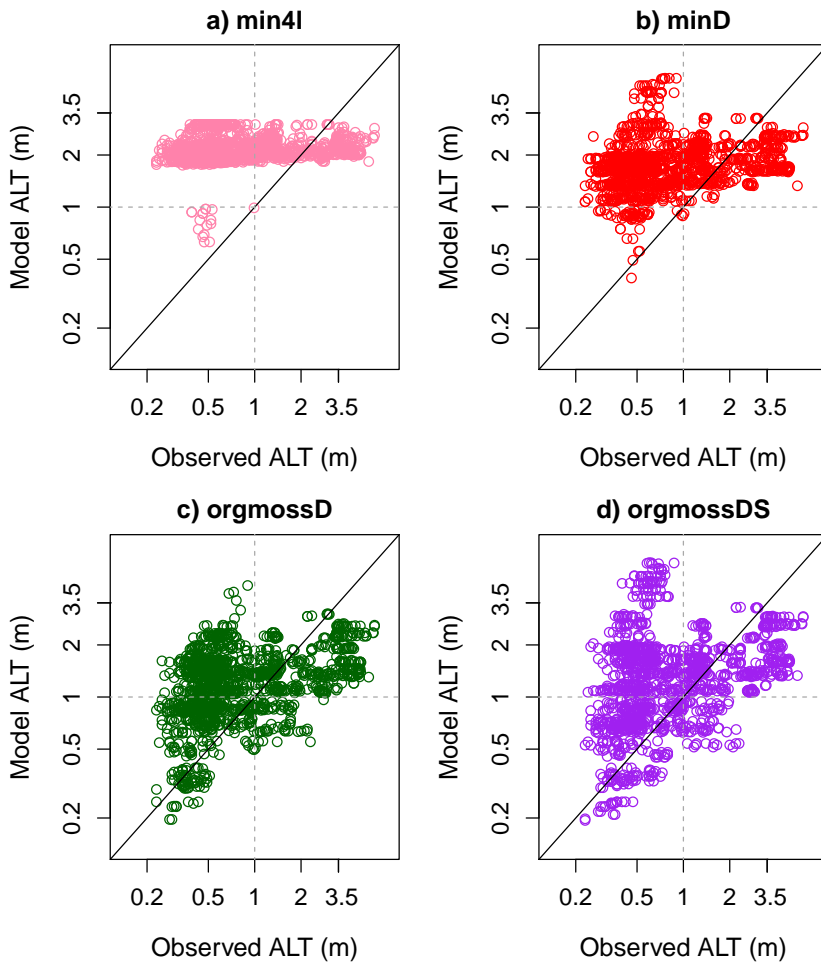 a) min4l
Model ALT (m)
3.5
2
1
0.5
0.2
0.2 0.5 1 2 3.5
Observed ALT (m)
b) minD
Model ALT (m)
3.5
2
1
0.5
0.2
0.2 0.5 1 2 3.5
Observed ALT (m)
c) orgmossD
Model ALT (m)
3.5
2
1
0.5
0.2
0.2 0.5 1 2 3.5
Observed ALT (m)
d) orgmossDS
Model ALT (m)
3.5
2
1
0.5
0.2
0.2 0.5 1 2 3.5
Observed ALT (m)